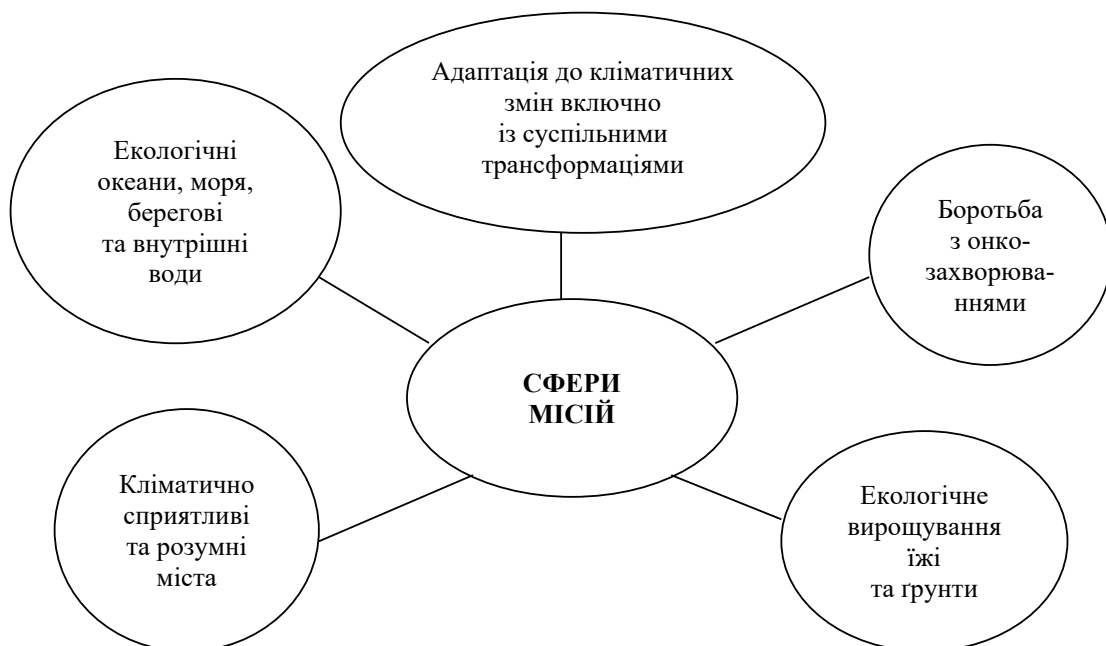 Адаптація до кліматичних
змін включно
із суспільними
трансформаціями
Екологічні
океани, моря,
берегові
та внутрішні
води
Боротьба
з онко-
захворюва-
ннями
СФЕРИ
МІСІЙ
Кліматично
сприятливі
та розумні
міста
Екологічне
вирощування
їжі
та ґрунти